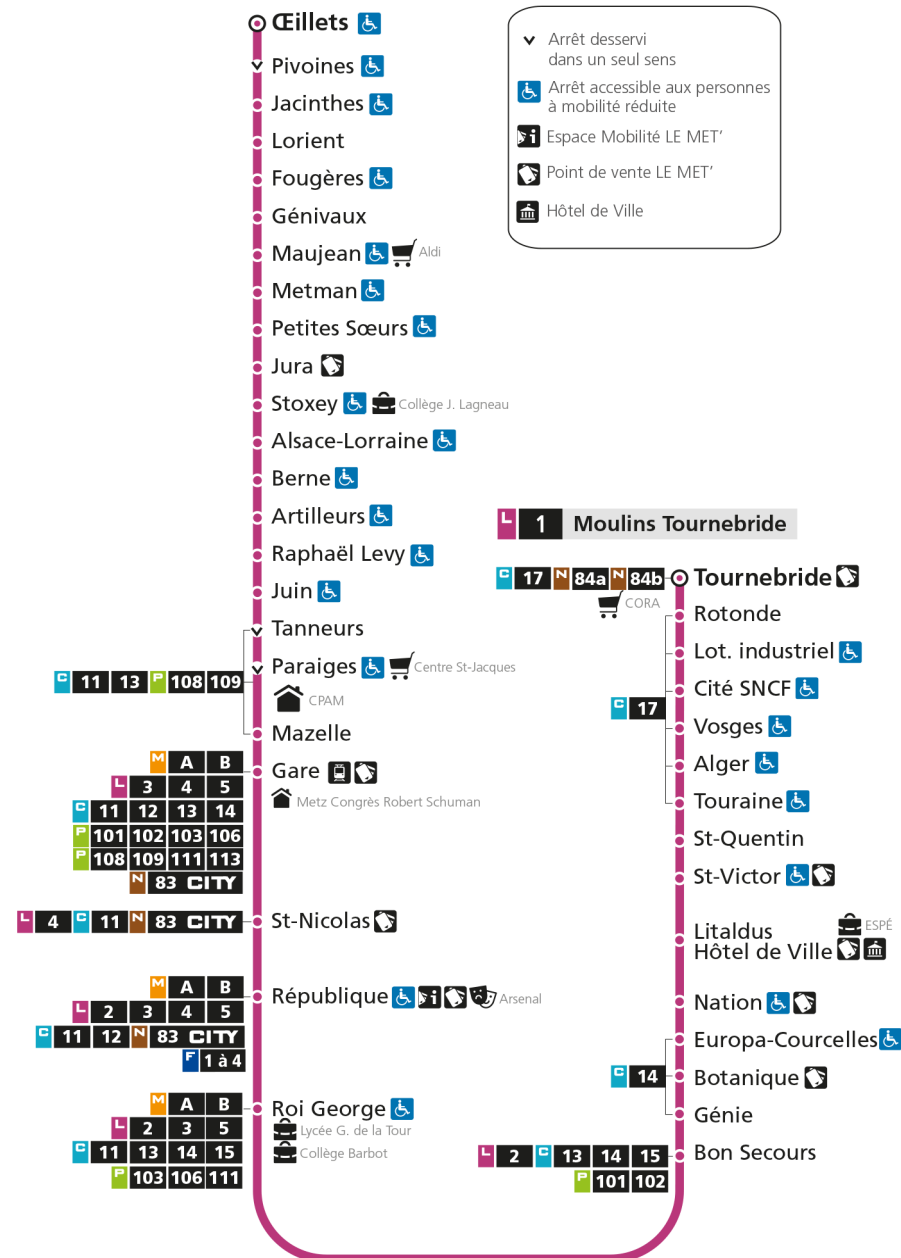 Œillets
Pivoines
Jacinthes
Lorient
Fougères
Génivaux
Maujean Aldi
Metman
Petites Sœurs
Jura
Stoxey Collège J. Lagneau
Alsace-Lorraine
Berne
Artilleurs
Raphaël Levy
Juin
Tanneurs
Paraiges Centre St-Jacques
C 11 13 P 108 109
CPAM
Mazelle
M A B
Gare
L 3 4 5
Metz Congrès Robert Schuman
C 11 12 13 14
P 101 102 103 106
P 108 109 111 113
N 83 CITY
L 4 C 11 N 83 CITY St-Nicolas
M A B
République i Arsenal
L 2 3 4 5
C 11 12 N 83 CITY
F 1 à 4
M A B
Roi George
L 2 3 5
Lycée G. de la Tour
C 11 13 14 15
Collège Barbot
P 103 106 111
Arrêt desservi
dans un seul sens
Arrêt accessible aux personnes
à mobilité réduite
i Espace Mobilité LE MET’
Point de vente LE MET’
Hôtel de Ville
L 1 Moulins Tournebride
C 17 N 84a N 84b Tournebride
CORA
Rotonde
Lot. industriel
Cité SNCF
C 17
Vosges
Alger
Touraine
St-Quentin
St-Victor
Litaldus ESPÉ
Hôtel de Ville
Nation
Europa-Courcelles
C 14 Botanique
Génie
L 2 C 13 14 15 Bon Secours
P 101 102